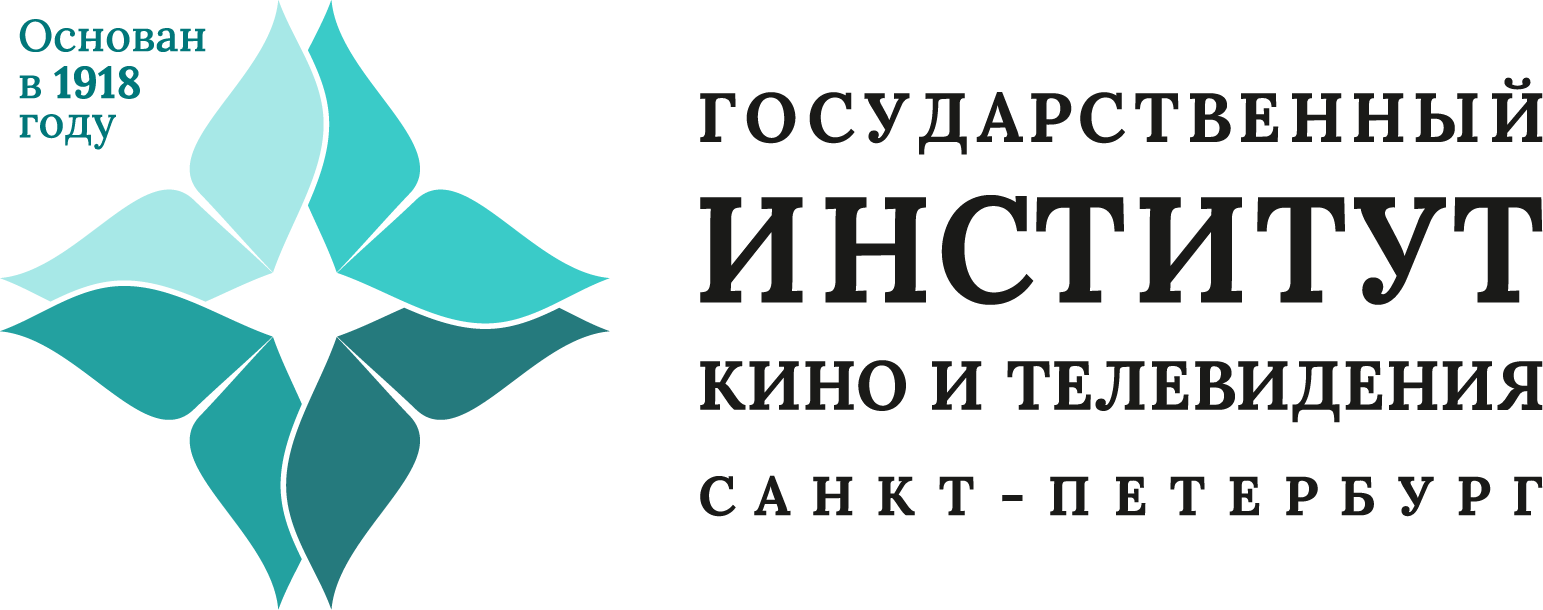 Основан
в 1918
году
ГОСУДАРСТВЕННЫЙ
ИНСТИТУТ
КИНО И ТЕЛЕВИДЕНИЯ
САНКТ-ПЕТЕРБУРГ